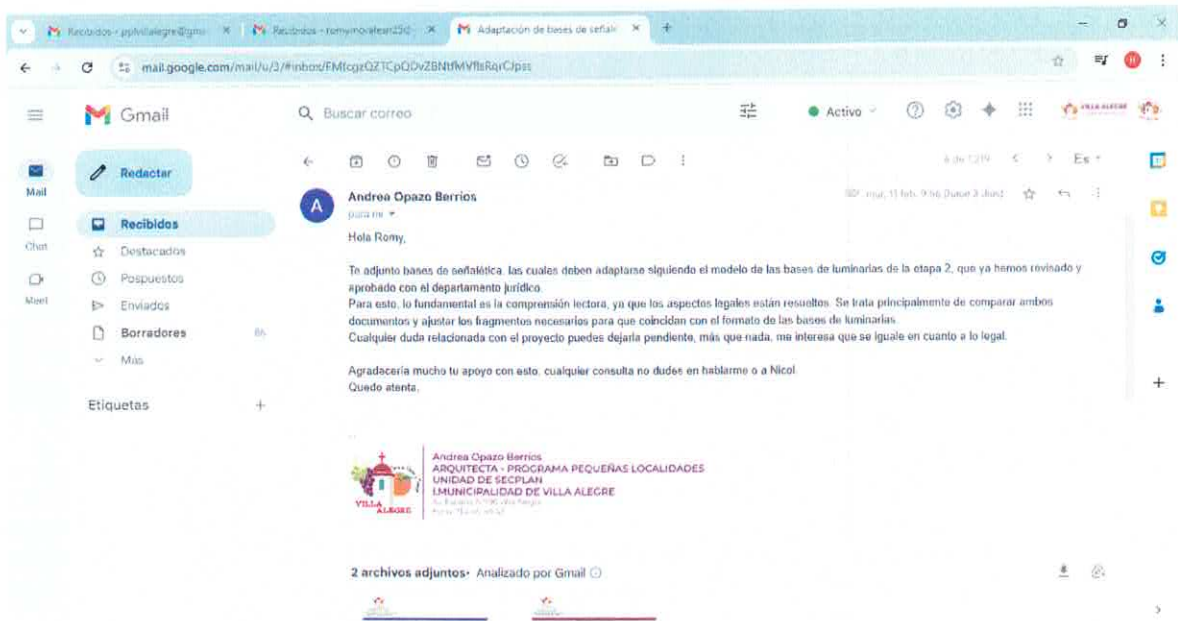 Recibidos - pplvillalegre@gma
Recibidos -
Adaptación de bases de señalé
mail.google.com/mail/u/3/#inbox/
Gmail
Buscar correo
Activo
VILLA ALEGRE
Redactar
Mail
Chat
Meet
Recibidos
Destacados
Pospuestos
Enviados
Borradores
Más
Etiquetas
Es
A
Andrea Opazo Berrios
para mí
Hola Romy,
Te adjunto bases de señalética, las cuales deben adaptarse siguiendo el modelo de las bases de luminarias de la etapa 2, que ya hemos revisado y
aprobado con el departamento jurídico.
Para esto, lo fundamental es la comprensión lectora, ya que los aspectos legales están resueltos. Se trata principalmente de comparar ambos
documentos y ajustar los fragmentos necesarios para que coincidan con el formato de las bases de luminarias.
Cualquier duda relacionada con el proyecto puedes dejarla pendiente, más que nada, me interesa que se iguale en cuanto a lo legal.
Agradecería mucho tu apoyo con esto, cualquier consulta no dudes en hablarme o a Nicol.
Quedo atenta,
VILLA
ALEGRE
Andrea Opazo Berrios
ARQUITECTA - PROGRAMA PEQUEÑAS LOCALIDADES
UNIDAD DE SECPLAN
I.MUNICIPALIDAD DE VILLA ALEGRE
2 archivos adjuntos• Analizado por Gmail